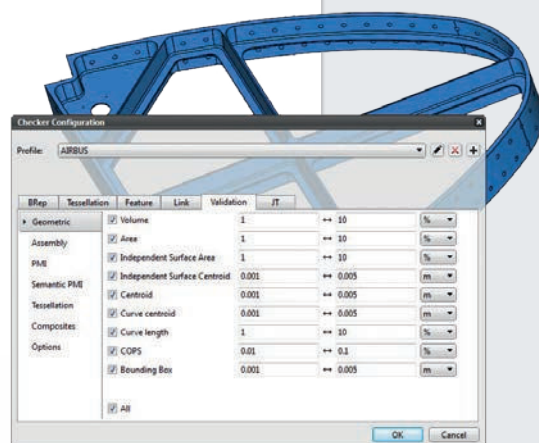 Checker Configuration
Profile: AIRBUS
BRep Tessellation Feature Link Validation JT
Geometric
Assembly
PMI
Semantic PMI
Tessellation
Composites
Options
Volume 1 ↔ 10 %
Area 1 ↔ 10 %
Independent Surface Area 1 ↔ 10 %
Independent Surface Centroid 0.001 ↔ 0.005 m
Centroid 0.001 ↔ 0.005 m
Curve centroid 0.001 ↔ 0.005 m
Curve length 1 ↔ 10 %
COPS 0.01 ↔ 0.1 %
Bounding Box 0.001 ↔ 0.005 m
All
OK Cancel